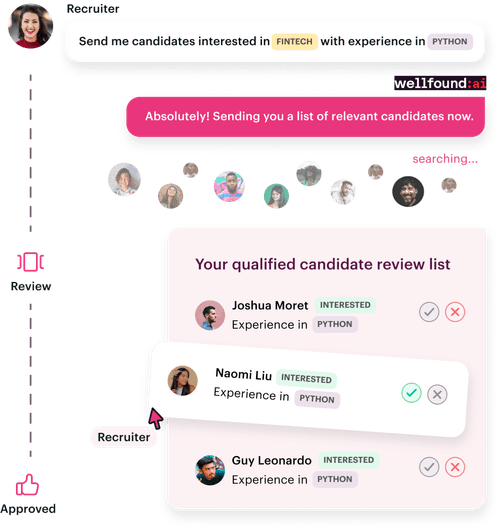 Recruiter
Send me candidates interested in FINTECH with experience in PYTHON
wellfound:ai
Absolutely! Sending you a list of relevant candidates now.
searching...
Your qualified candidate review list
Review
Joshua Moret INTERESTED
Experience in PYTHON
Naomi Liu INTERESTED
Experience in PYTHON
Recruiter
Guy Leonardo INTERESTED
Experience in PYTHON
Approved